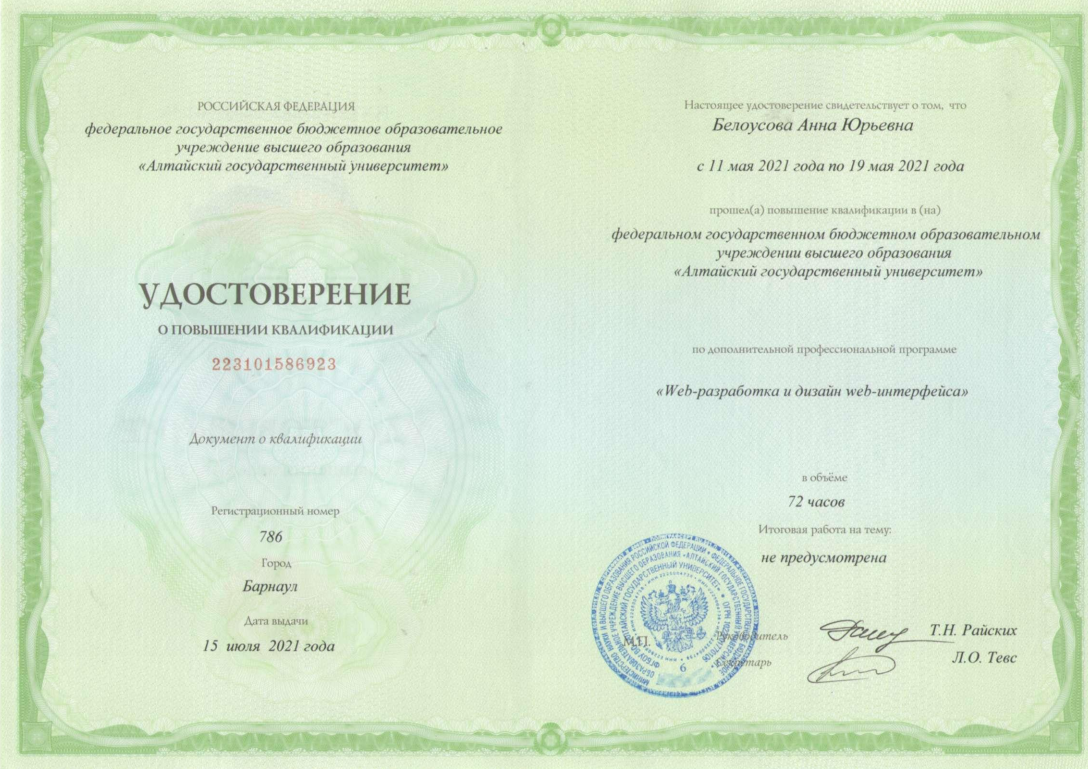 РОССИЙСКАЯ ФЕДЕРАЦИЯ
федеральное государственное бюджетное образовательное
учреждение высшего образования
«Алтайский государственный университет»
УДОСТОВЕРЕНИЕ
О ПОВЫШЕНИИ КВАЛИФИКАЦИИ
223101586923
Документ о квалификации
Регистрационный номер
786
Город
Барнаул
Дата выдачи
15 июля 2021 года
Настоящее удостоверение свидетельствует о том, что
Белоусова Анна Юрьевна
с 11 мая 2021 года по 19 мая 2021 года
прошел(а) повышение квалификации в (на)
федеральном государственном бюджетном образовательном
учреждении высшего образования
«Алтайский государственный университет»
по дополнительной профессиональной программе
«Web-разработка и дизайн web-интерфейса»
в объёме
72 часов
Итоговая работа на тему:
не предусмотрена
М.П.
Руководитель
Т.Н. Райских
Секретарь
Л.О. Тевс
6